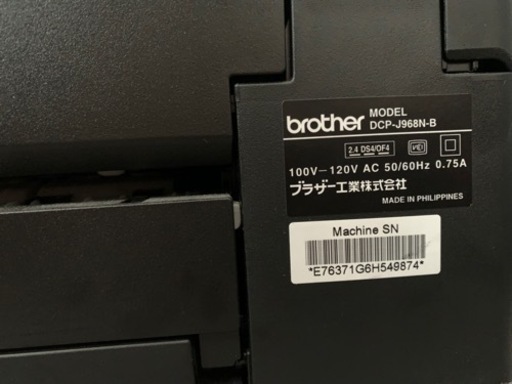 brother MODEL
DCP-J968N-B
2.4 DS4/OF4
100V－120V AC 50/60Hz 0.75A
ブラザー工業株式会社
MADE IN PHILIPPINES
Machine SN
*E76371G6H549874*